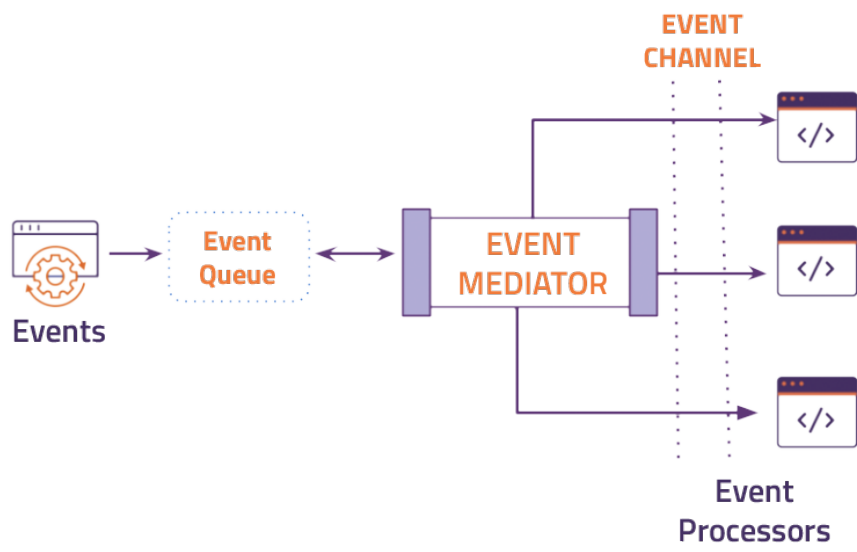 EVENT
CHANNEL
</>
Event
Queue
EVENT
MEDIATOR
</>
Events
</>
Event
Processors